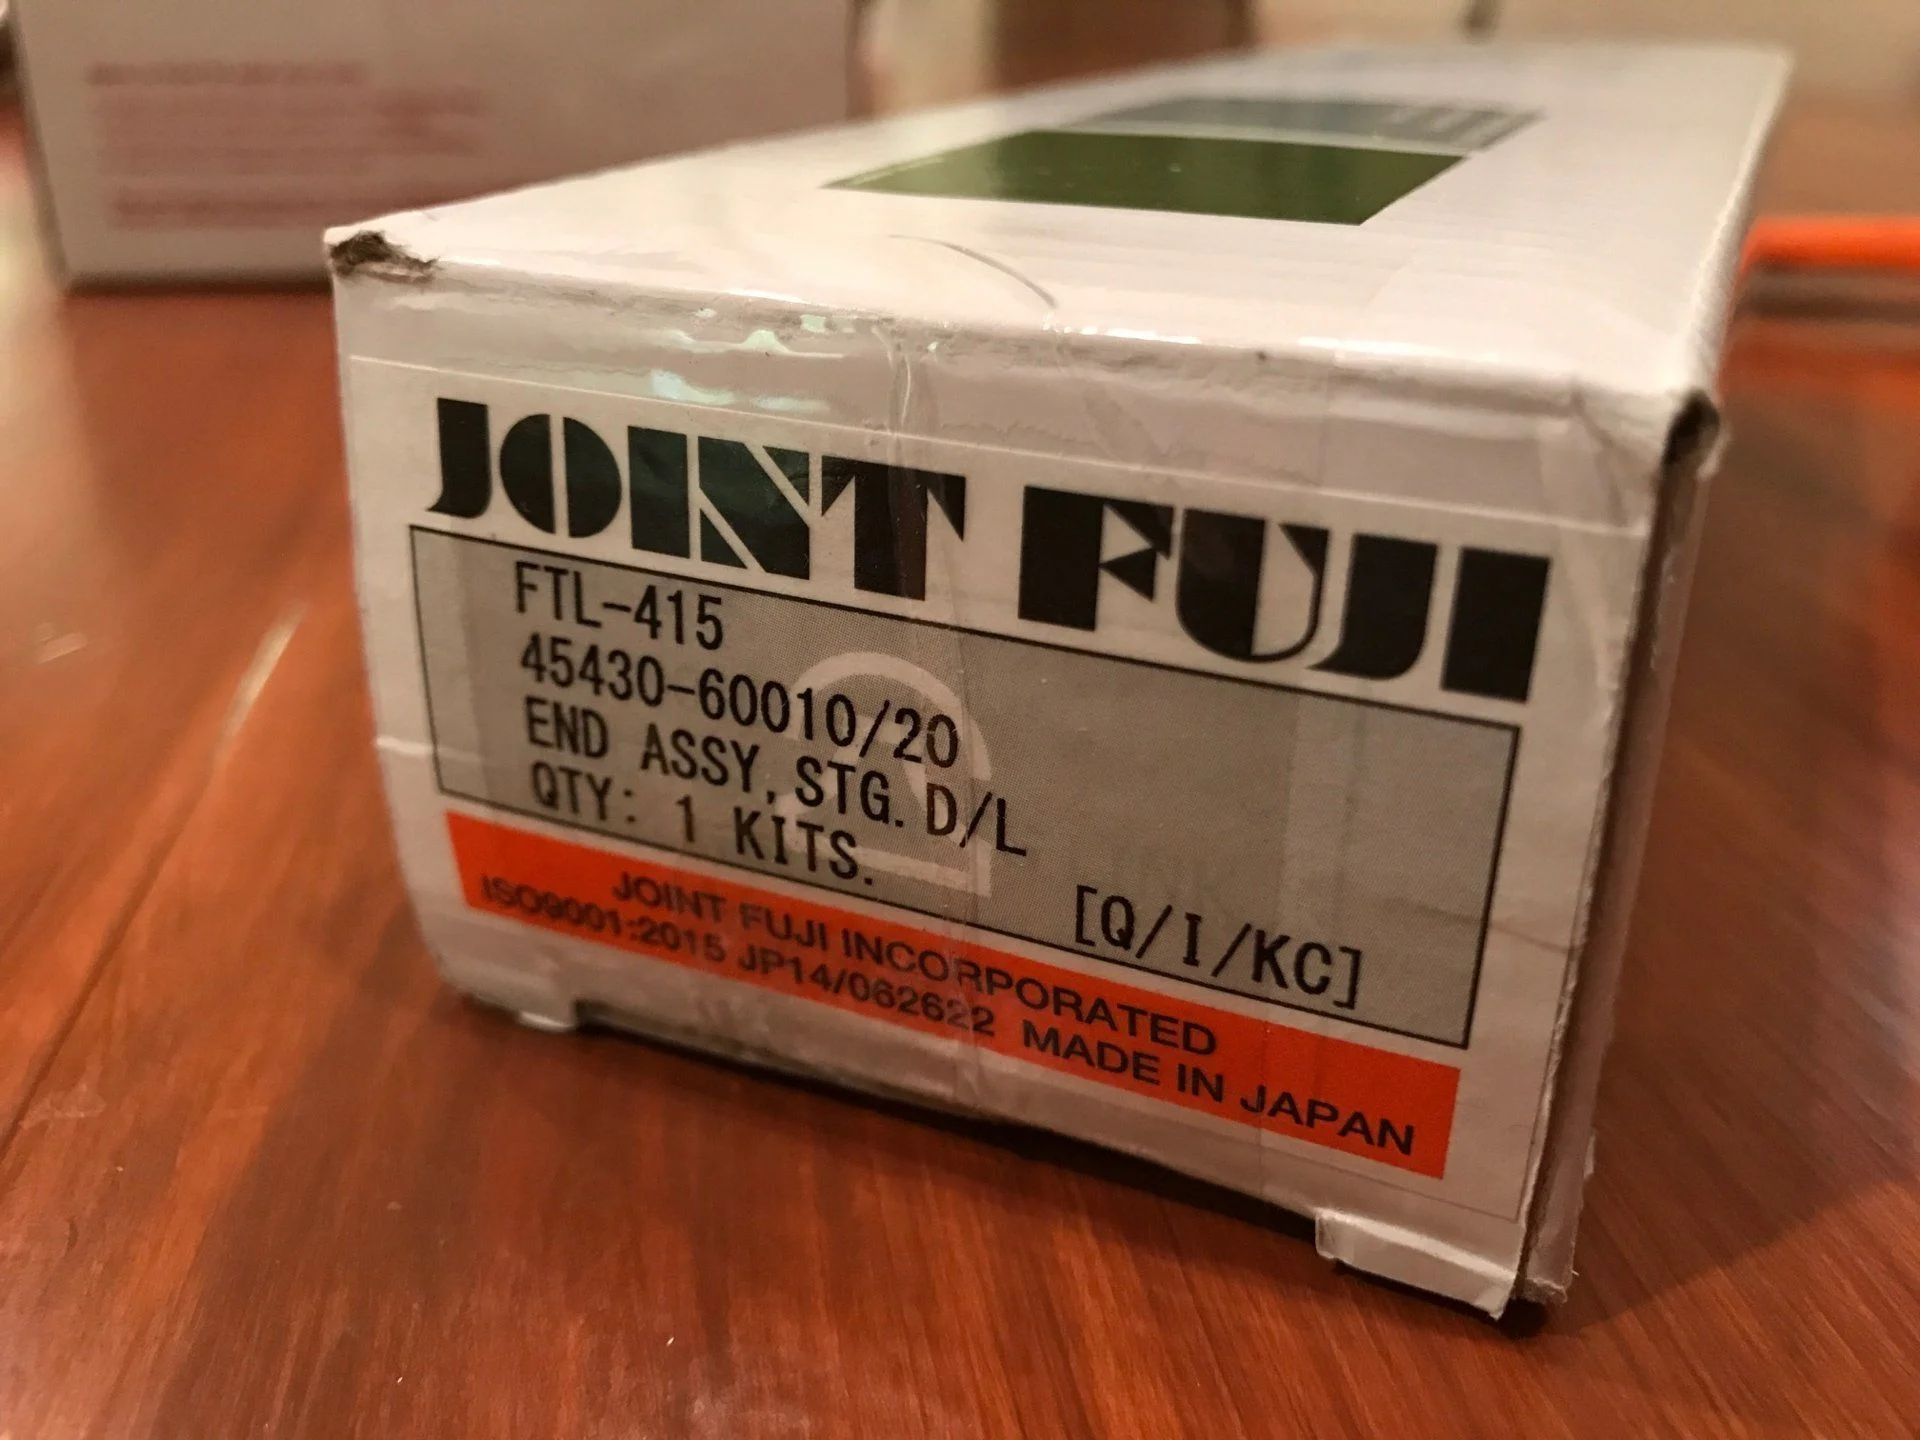 JOINT FUJI
FTL-415
45430-60010/20
END ASSY, STG. D/L
QTY: 1 KITS.
[Q/I/KC]
JOINT FUJI INCORPORATED
ISO9001:2015 JP14/062622 MADE IN JAPAN